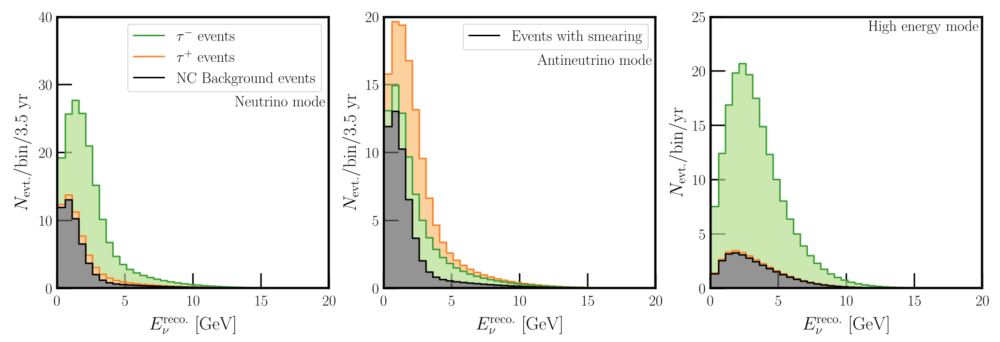 40
30
20
10
0
0 5 10 15 20
N_evt./bin/3.5 yr
E_ν^reco. [GeV]
τ⁻ events
τ⁺ events
NC Background events
Neutrino mode
20
15
10
5
0
0 5 10 15 20
N_evt./bin/3.5 yr
E_ν^reco. [GeV]
Events with smearing
Antineutrino mode
25
20
15
10
5
0
0 5 10 15 20
N_evt./bin/yr
E_ν^reco. [GeV]
High energy mode